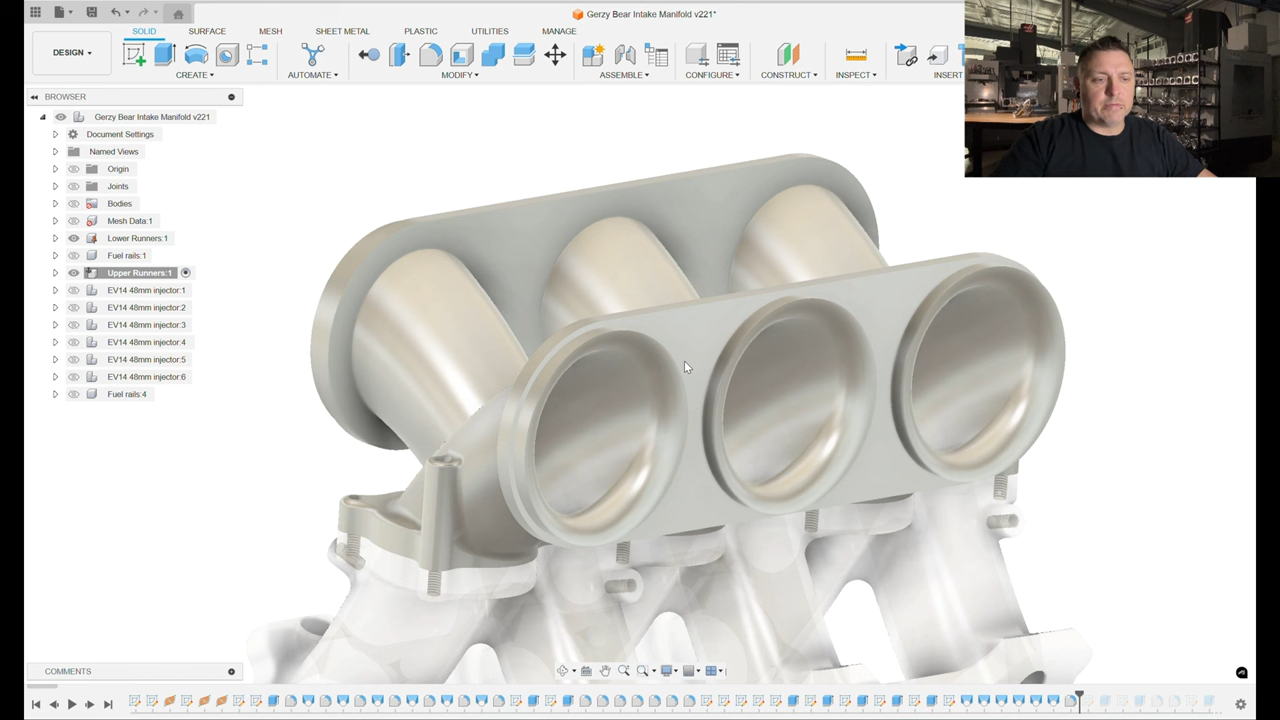 Gerzy Bear Intake Manifold v221*
SOLID SURFACE MESH SHEET METAL PLASTIC UTILITIES MANAGE
DESIGN
CREATE AUTOMATE MODIFY ASSEMBLE CONFIGURE CONSTRUCT INSPECT INSERT
BROWSER
Gerzy Bear Intake Manifold v221
Document Settings
Named Views
Origin
Joints
Bodies
Mesh Data:1
Lower Runners:1
Fuel rails:1
Upper Runners:1
EV14 48mm injector:1
EV14 48mm injector:2
EV14 48mm injector:3
EV14 48mm injector:4
EV14 48mm injector:5
EV14 48mm injector:6
Fuel rails:4
COMMENTS